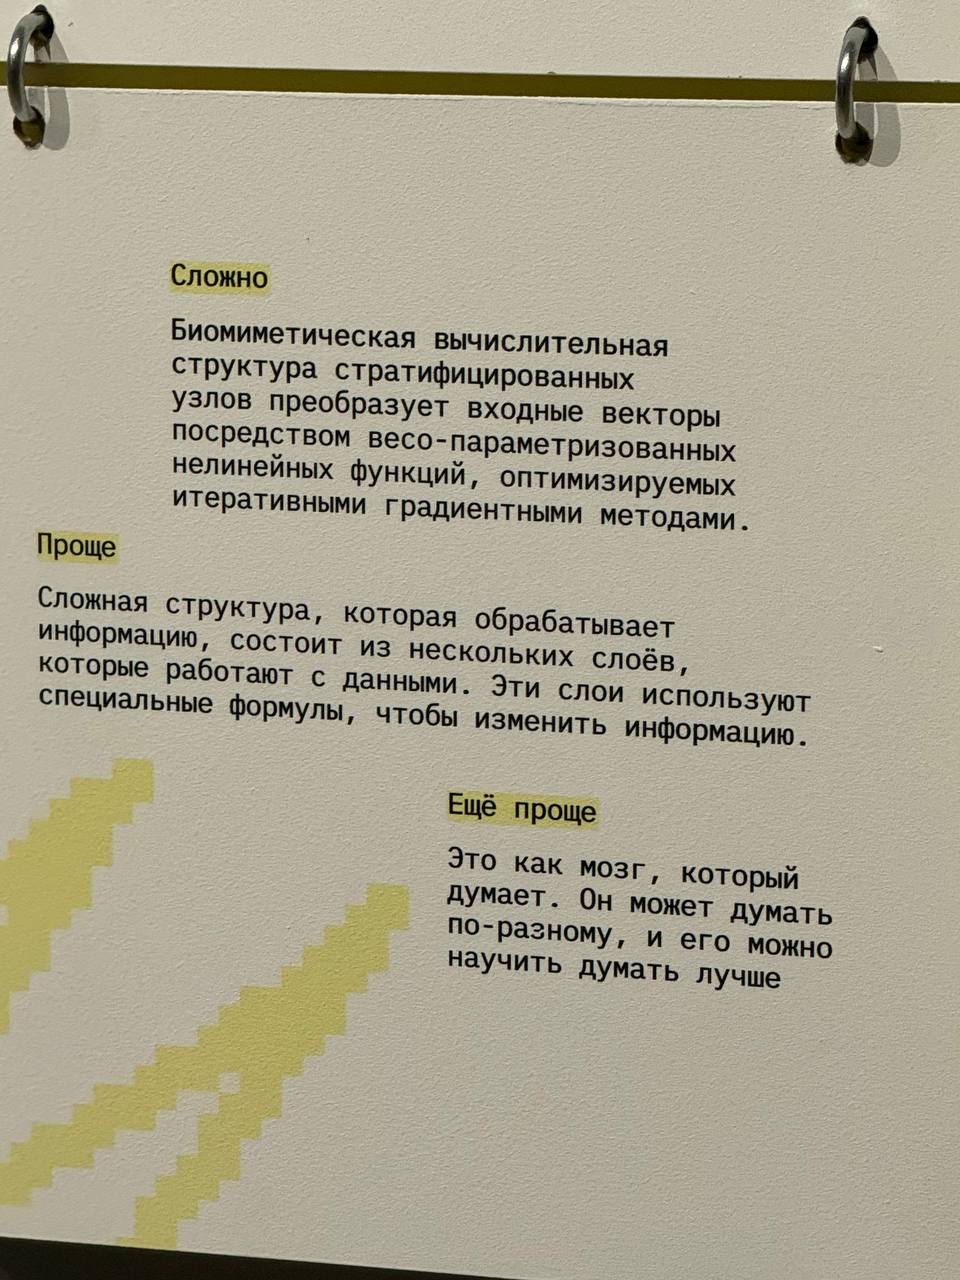 Сложно
Биомиметическая вычислительная
структура стратифицированных
узлов преобразует входные векторы
посредством весо-параметризованных
нелинейных функций, оптимизируемых
итеративными градиентными методами.
Проще
Сложная структура, которая обрабатывает
информацию, состоит из нескольких слоёв,
которые работают с данными. Эти слои используют
специальные формулы, чтобы изменить информацию.
Ещё проще
Это как мозг, который
думает. Он может думать
по-разному, и его можно
научить думать лучше